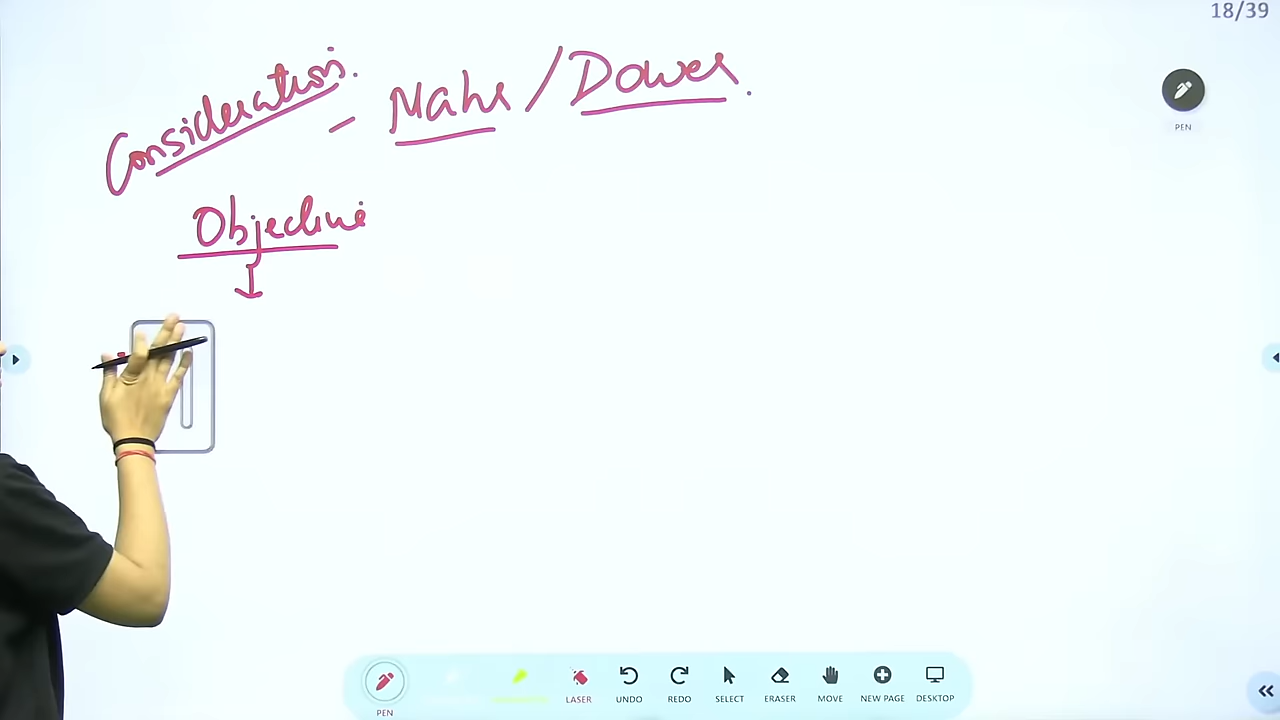 18/39
Consideration. - Mahr / Dower.
Objective
PEN
PEN
LASER
UNDO
REDO
SELECT
ERASER
MOVE
NEW PAGE
DESKTOP